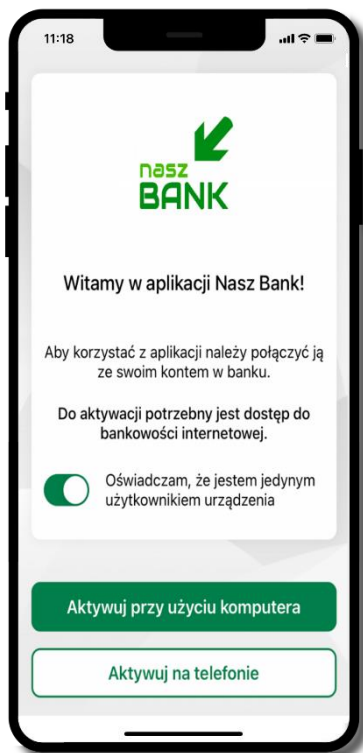 11:18
nasz
BANK
Witamy w aplikacji Nasz Bank!
Aby korzystać z aplikacji należy połączyć ją
ze swoim kontem w banku.
Do aktywacji potrzebny jest dostęp do
bankowości internetowej.
Oświadczam, że jestem jedynym
użytkownikiem urządzenia
Aktywuj przy użyciu komputera
Aktywuj na telefonie